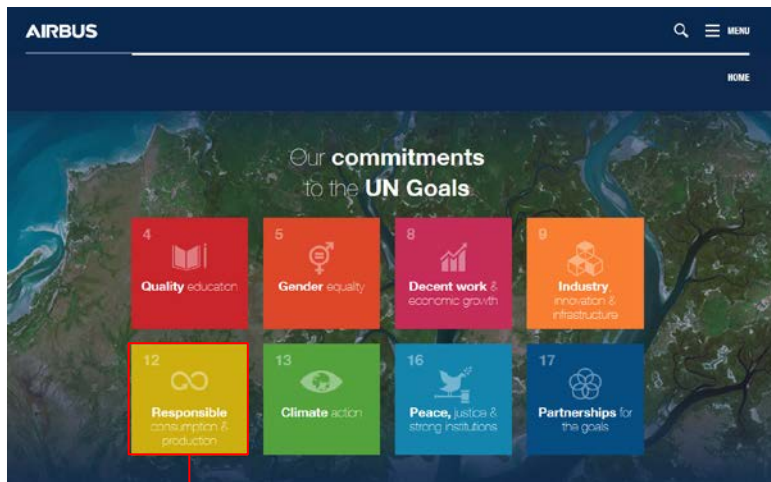 AIRBUS
MENU
HOME
Our commitments
to the UN Goals
4
Quality education
5
Gender equality
8
Decent work &
economic growth
9
Industry,
innovation &
infrastructure
12
Responsible
consumption &
production
13
Climate action
16
Peace, justice &
strong institutions
17
Partnerships for
the goals